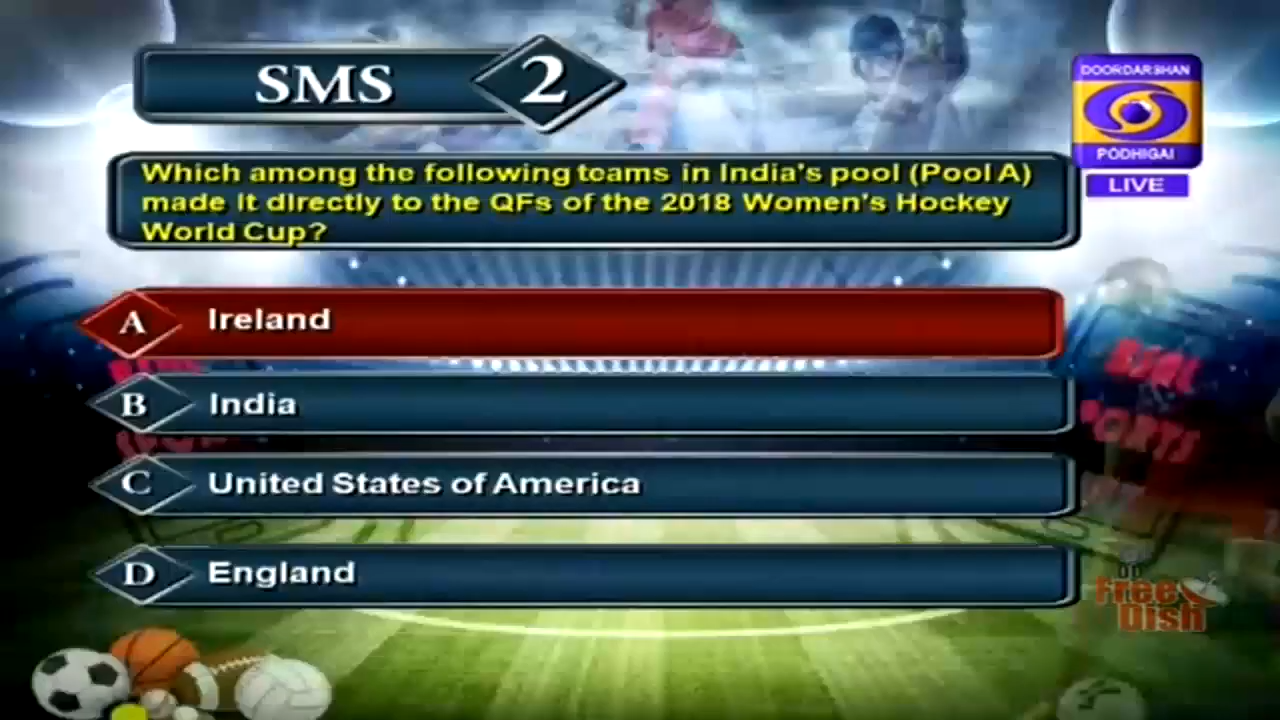 SMS 2
DOORDARSHAN
PODHIGAI
LIVE
Which among the following teams in India's pool (Pool A)
made it directly to the QFs of the 2018 Women's Hockey
World Cup?
A Ireland
B India
C United States of America
D England
DD
Free
Dish